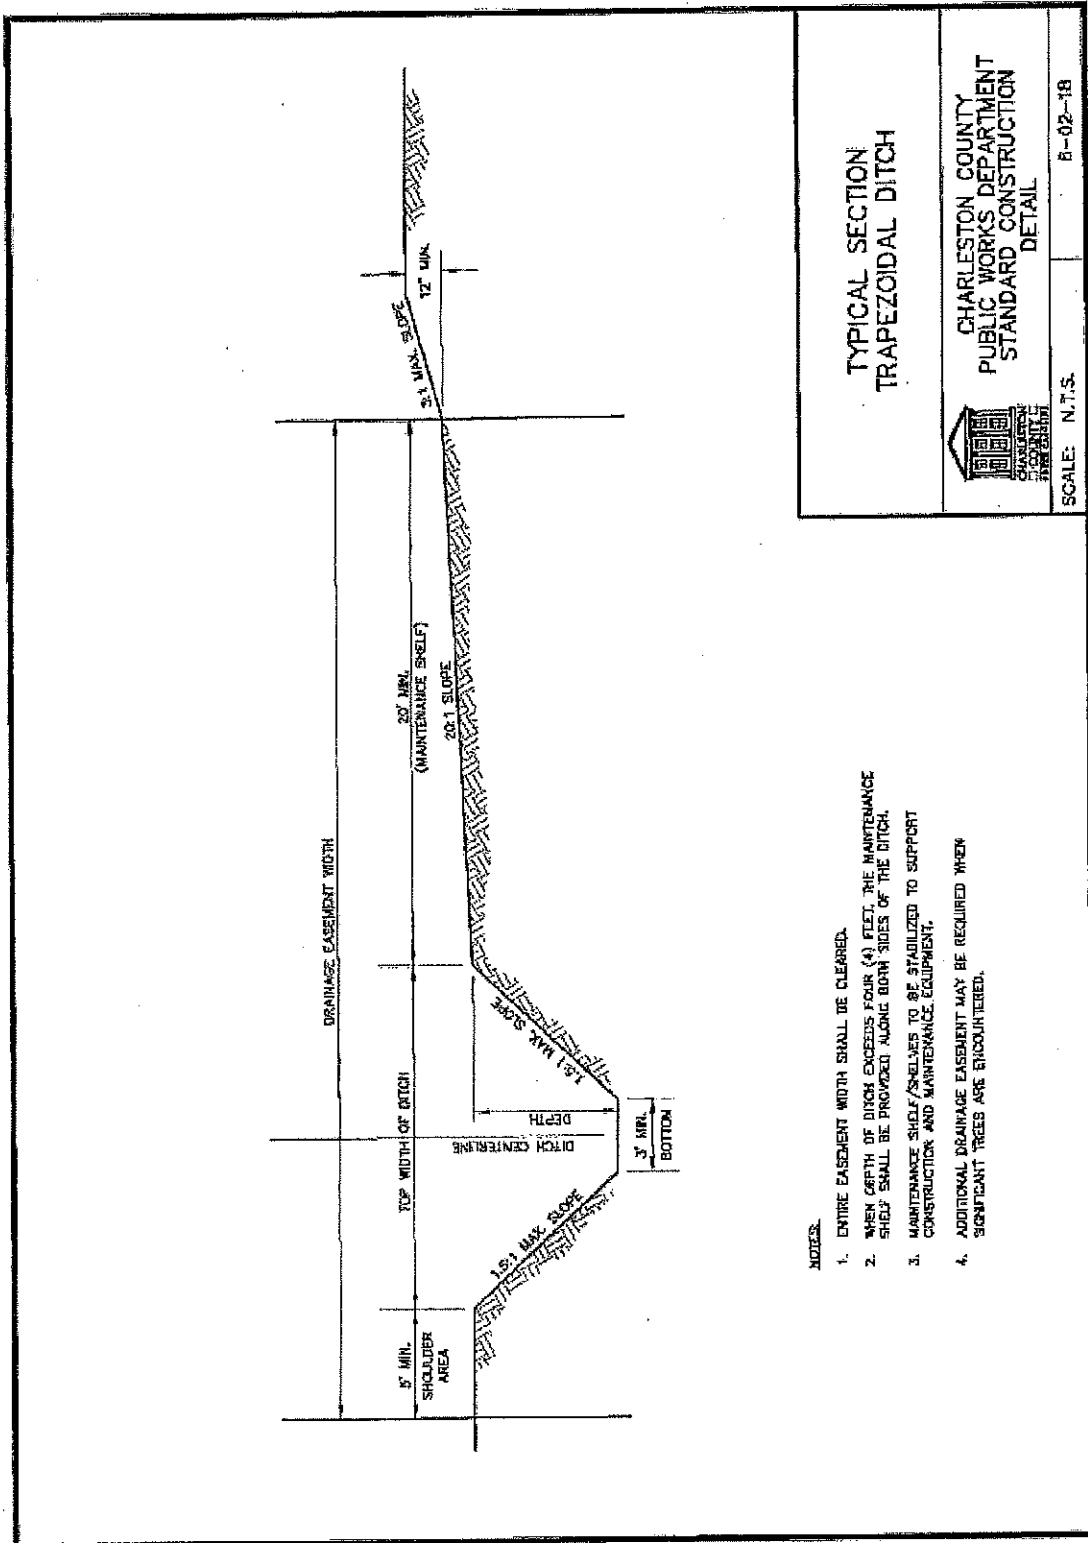 DRAINAGE EASEMENT WIDTH
5' MIN.
SHOULDER
AREA
TOP WIDTH OF DITCH
20' MIN.
(MAINTENANCE SHELF)
20:1 SLOPE
3:1 MAX. SLOPE
12" MIN.
1.5:1 MAX. SLOPE
DITCH CENTERLINE
DEPTH
1.5:1 MAX. SLOPE
3' MIN.
BOTTOM
NOTES:
1. ENTIRE EASEMENT WIDTH SHALL BE CLEARED.
2. WHEN DEPTH OF DITCH EXCEEDS FOUR (4) FEET, THE MAINTENANCE
SHELF SHALL BE PROVIDED ALONG BOTH SIDES OF THE DITCH.
3. MAINTENANCE SHELF/SHELVES TO BE STABILIZED TO SUPPORT
CONSTRUCTION AND MAINTENANCE EQUIPMENT.
4. ADDITIONAL DRAINAGE EASEMENT MAY BE REQUIRED WHEN
SIGNIFICANT TREES ARE ENCOUNTERED.
TYPICAL SECTION
TRAPEZOIDAL DITCH
CHARLESTON
COUNTY
CHARLESTON COUNTY
PUBLIC WORKS DEPARTMENT
STANDARD CONSTRUCTION
DETAIL
SCALE: N.T.S.